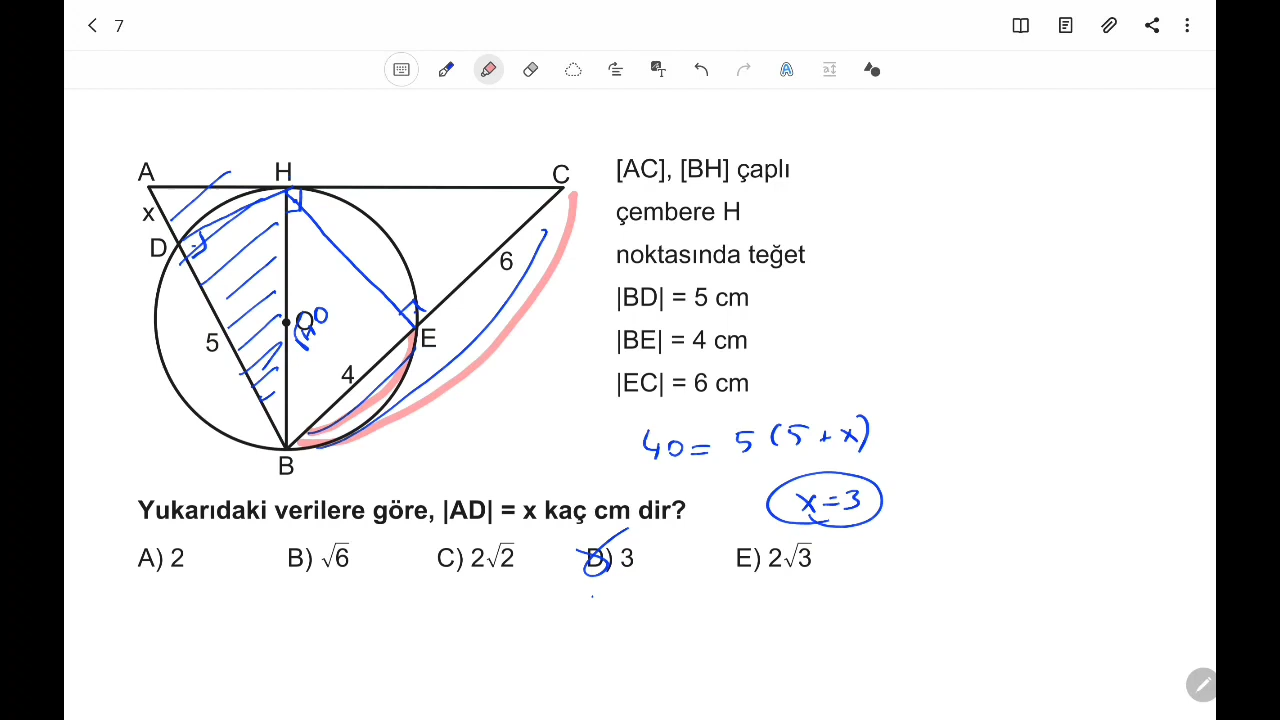 7
A H C
[AC], [BH] çaplı
x
çembere H
D
noktasında teğet
6
|BD| = 5 cm
O
√40
5 E
|BE| = 4 cm
4
|EC| = 6 cm
B
40 = 5 (5 + x)
x = 3
Yukarıdaki verilere göre, |AD| = x kaç cm dir?
A) 2 B) √6 C) 2√2 D) 3 E) 2√3